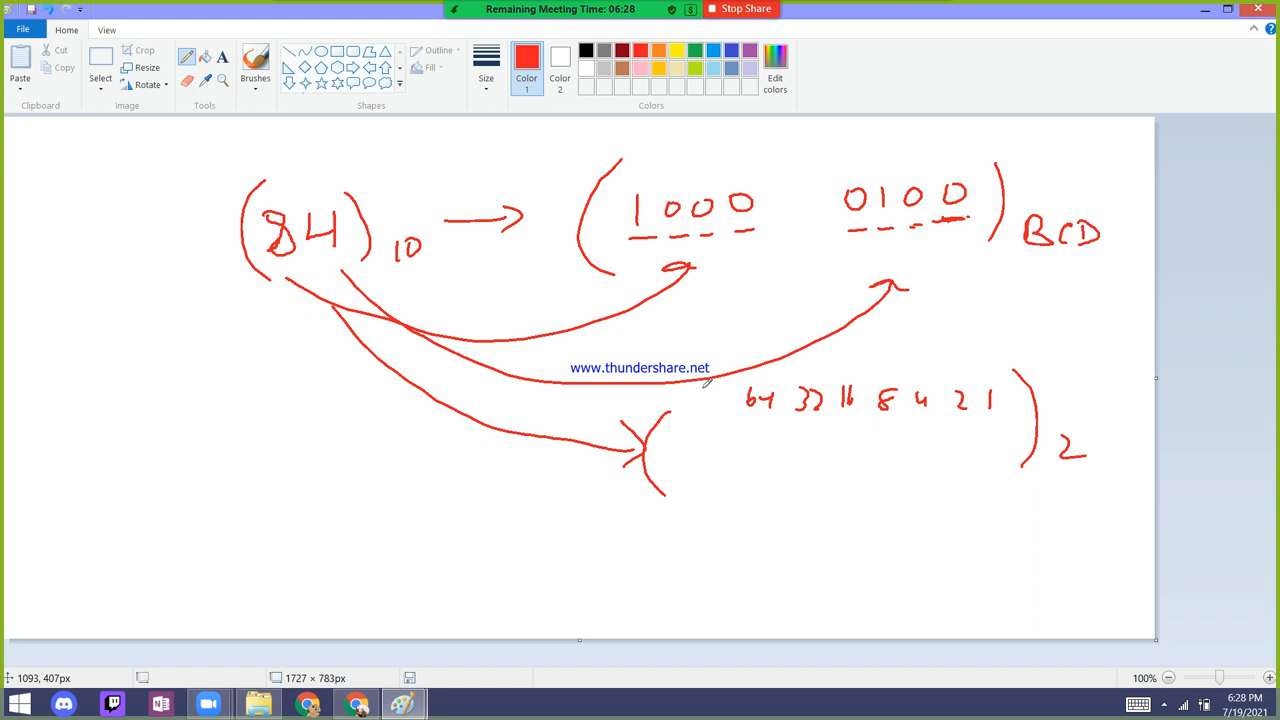 Remaining Meeting Time: 06:28 $ Stop Share
File Home View
Paste Cut Copy Clipboard
Select Crop Resize Rotate Image
A Tools
Brushes
Outline Fill Shapes
Size
Color 1 Color 2 Edit colors Colors
(84)10 → (1000 0100)BCD
www.thundershare.net
( 64 32 16 8 4 2 1 )2
1093, 407px 1727 × 783px 100%
6:28 PM
7/19/2021